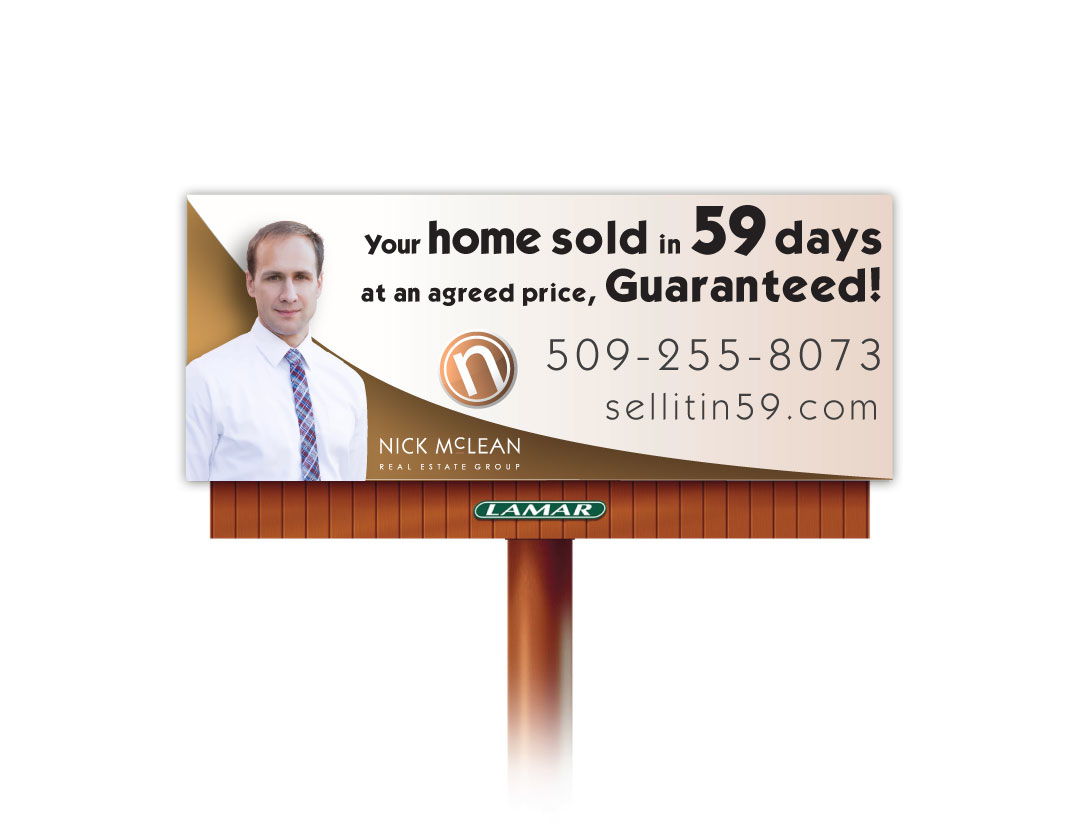 Your home sold in 59 days
at an agreed price, Guaranteed!
n
509-255-8073
sellitin59.com
NICK McLEAN
REAL ESTATE GROUP
LAMAR